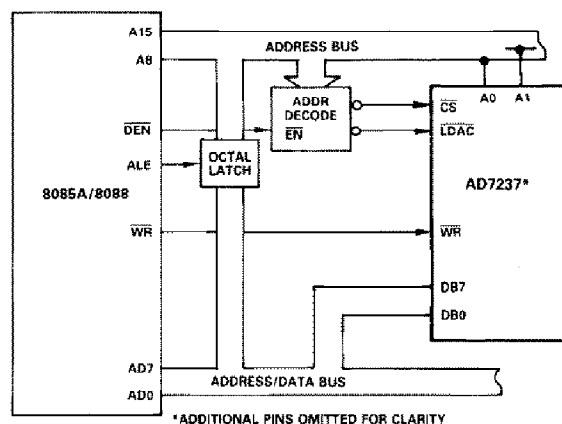 A15
ADDRESS BUS
A8
ADDR
DECODE
EN
CS
LDAC
A0
A1
DEN
ALE
OCTAL
LATCH
8085A/8088
AD7237*
WR
WR
DB7
DB0
AD7
ADDRESS/DATA BUS
AD0
*ADDITIONAL PINS OMITTED FOR CLARITY